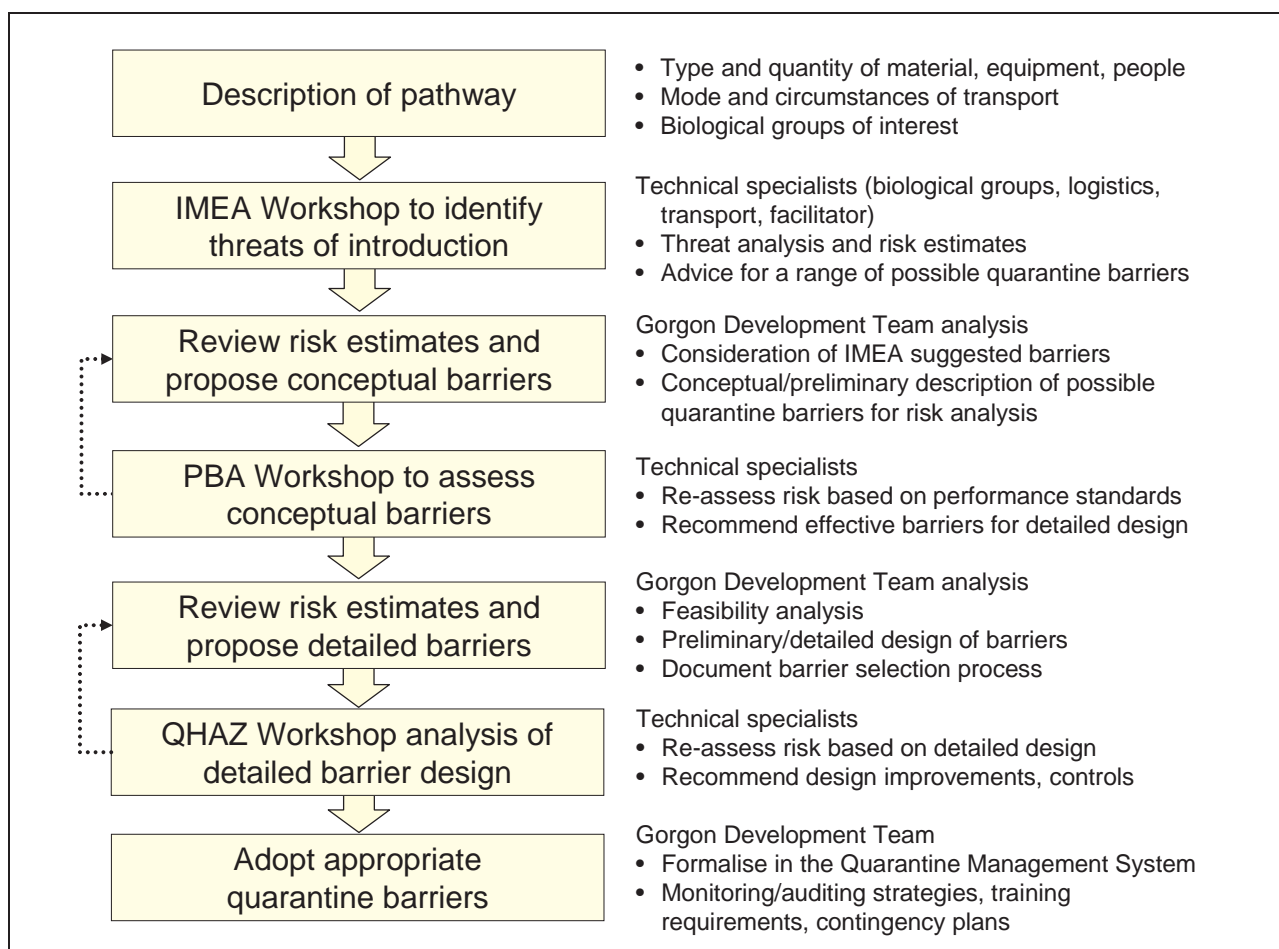 Description of pathway
• Type and quantity of material, equipment, people
• Mode and circumstances of transport
• Biological groups of interest
IMEA Workshop to identify
threats of introduction
Technical specialists (biological groups, logistics,
transport, facilitator)
• Threat analysis and risk estimates
• Advice for a range of possible quarantine barriers
Review risk estimates and
propose conceptual barriers
Gorgon Development Team analysis
• Consideration of IMEA suggested barriers
• Conceptual/preliminary description of possible
quarantine barriers for risk analysis
PBA Workshop to assess
conceptual barriers
Technical specialists
• Re-assess risk based on performance standards
• Recommend effective barriers for detailed design
Review risk estimates and
propose detailed barriers
Gorgon Development Team analysis
• Feasibility analysis
• Preliminary/detailed design of barriers
• Document barrier selection process
QHAZ Workshop analysis of
detailed barrier design
Technical specialists
• Re-assess risk based on detailed design
• Recommend design improvements, controls
Adopt appropriate
quarantine barriers
Gorgon Development Team
• Formalise in the Quarantine Management System
• Monitoring/auditing strategies, training
requirements, contingency plans